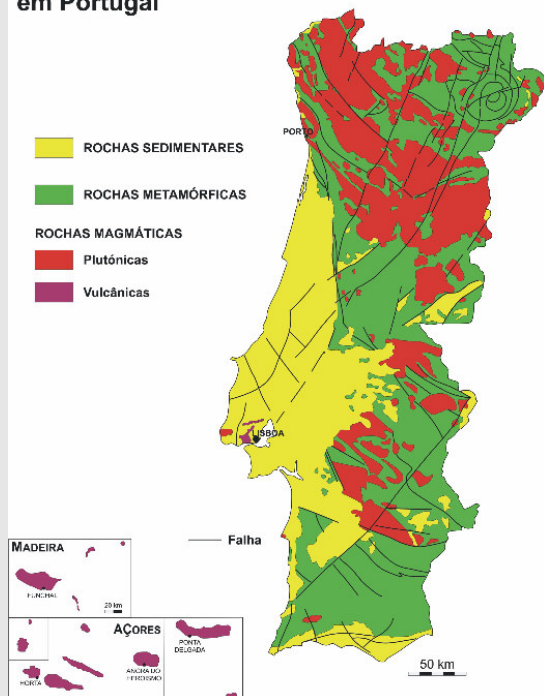 em Portugal
PORTO
ROCHAS SEDIMENTARES
ROCHAS METAMÓRFICAS
ROCHAS MAGMÁTICAS
Plutónicas
Vulcânicas
LISBOA
Falha
MADEIRA
FUNCHAL
20 km
AÇORES
PONTA
DELGADA
ANGRA DO
HEROÍSMO
HORTA
50 km